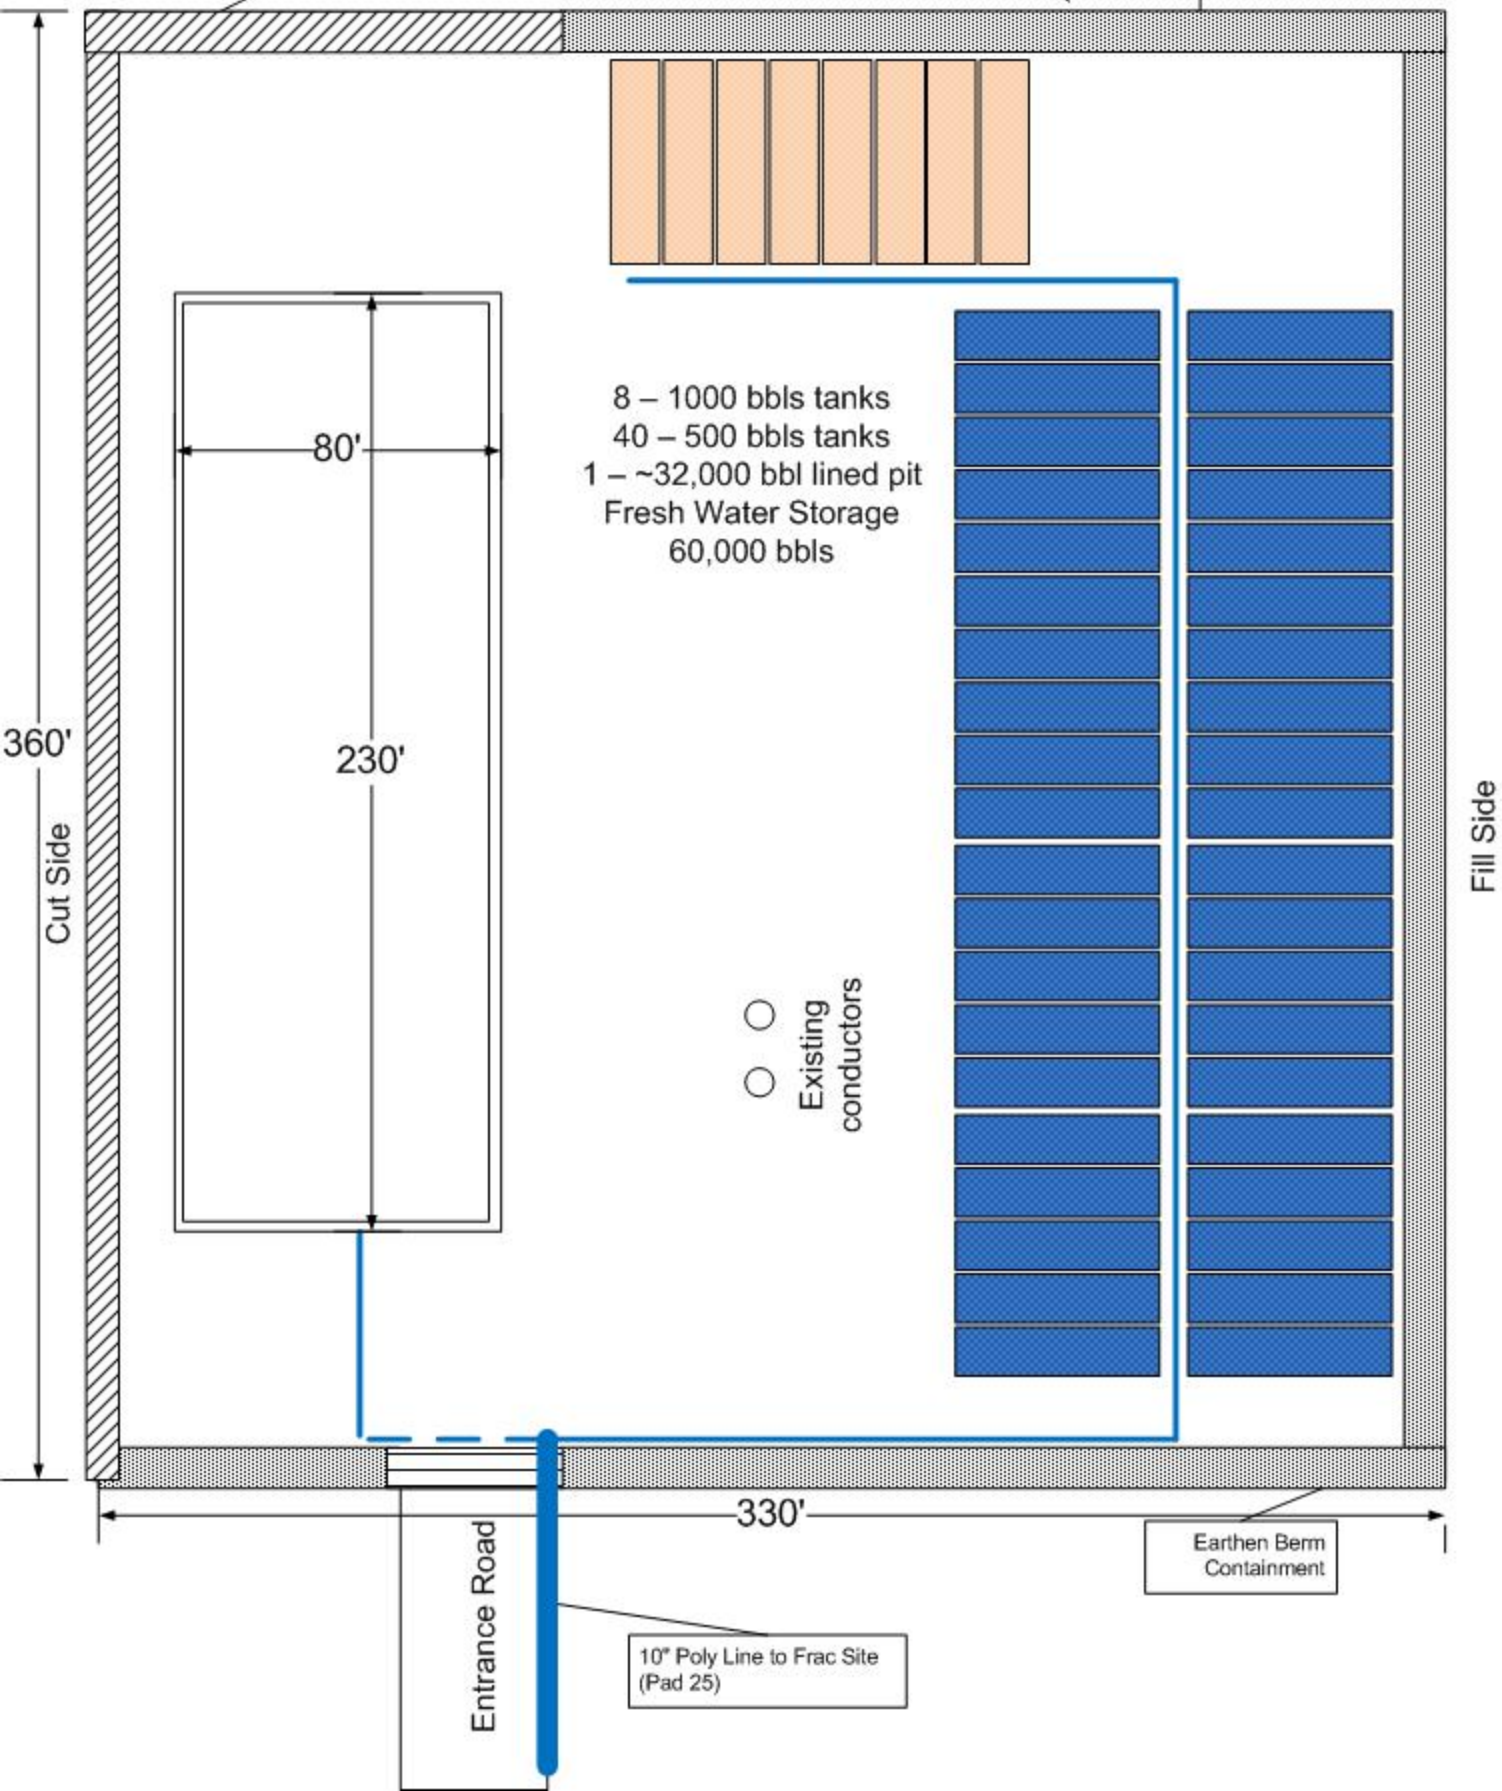 8 – 1000 bbls tanks
40 – 500 bbls tanks
1 – ~32,000 bbl lined pit
Fresh Water Storage
60,000 bbls
80'
230'
360'
Cut Side
Fill Side
Existing
conductors
330'
Earthen Berm
Containment
Entrance Road
10" Poly Line to Frac Site
(Pad 25)